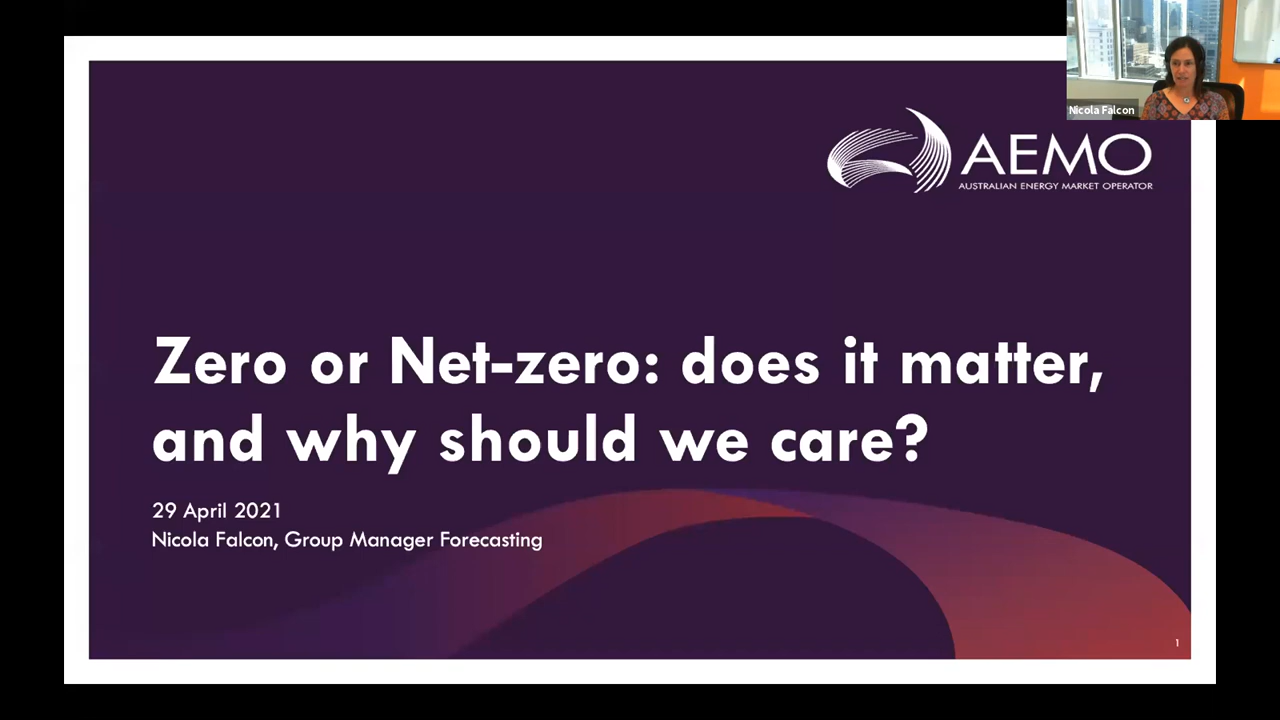 Nicola Falcon
AEMO
AUSTRALIAN ENERGY MARKET OPERATOR
Zero or Net-zero: does it matter,
and why should we care?
29 April 2021
Nicola Falcon, Group Manager Forecasting
1